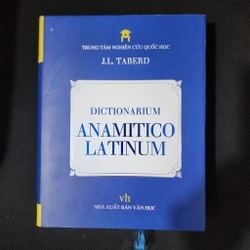 TRUNG TÂM NGHIÊN CỨU QUỐC HỌC
J.L. TABERD
DICTIONARIUM
ANAMITICO
LATINUM
vh
NHÀ XUẤT BẢN VĂN HỌC